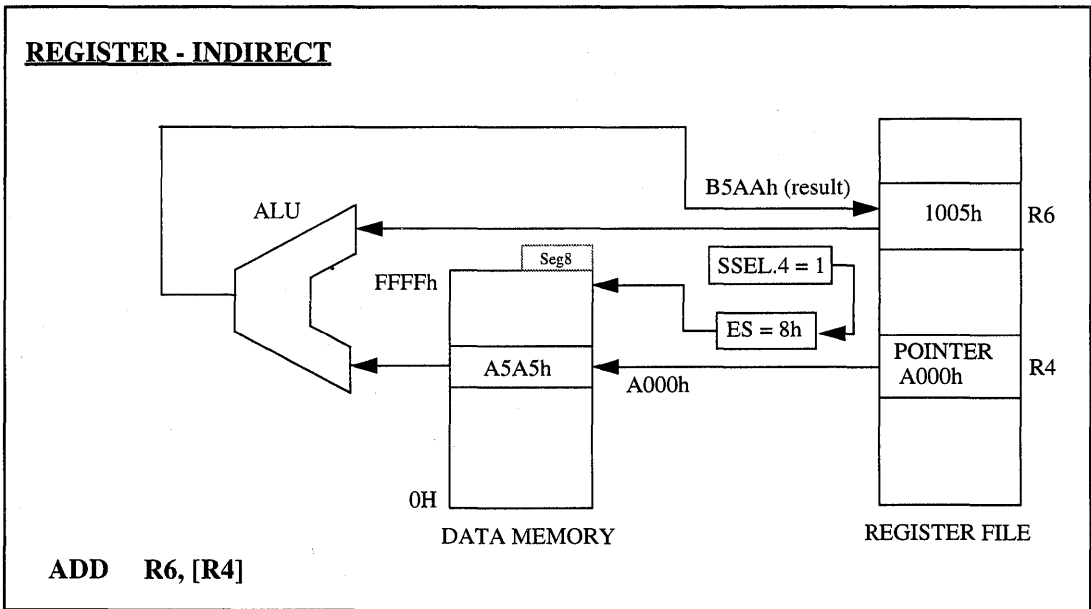 REGISTER - INDIRECT
B5AAh (result)
ALU
1005h
R6
Seg8
SSEL.4 = 1
FFFFh
ES = 8h
POINTER
A000h
R4
A5A5h
A000h
0H
DATA MEMORY
REGISTER FILE
ADD R6, [R4]